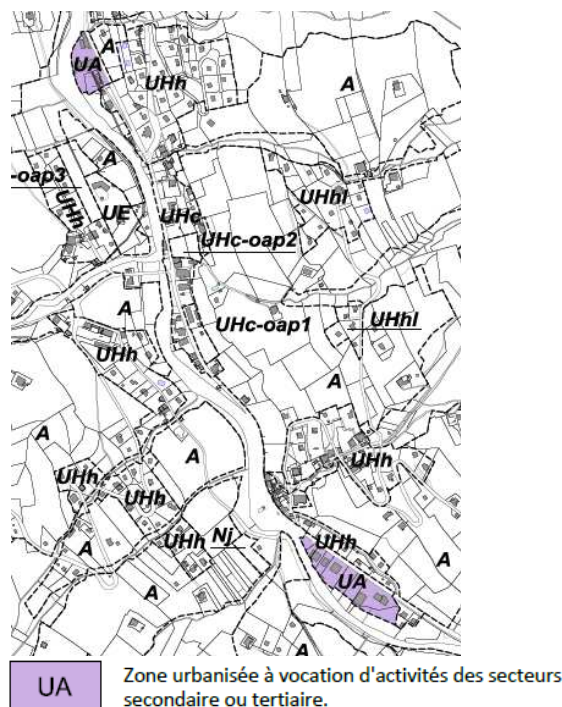 A
UA
UHh
A
A
-oap3
UHh
UE
UHc
UHhl
UHc-oap2
A
UHc-oap1
UHhl
UHh
A
A
A
UHh
UHh
UHh
UHh
Nj
UHh
UA
A
A
A
A
UA
Zone urbanisée à vocation d'activités des secteurs
secondaire ou tertiaire.